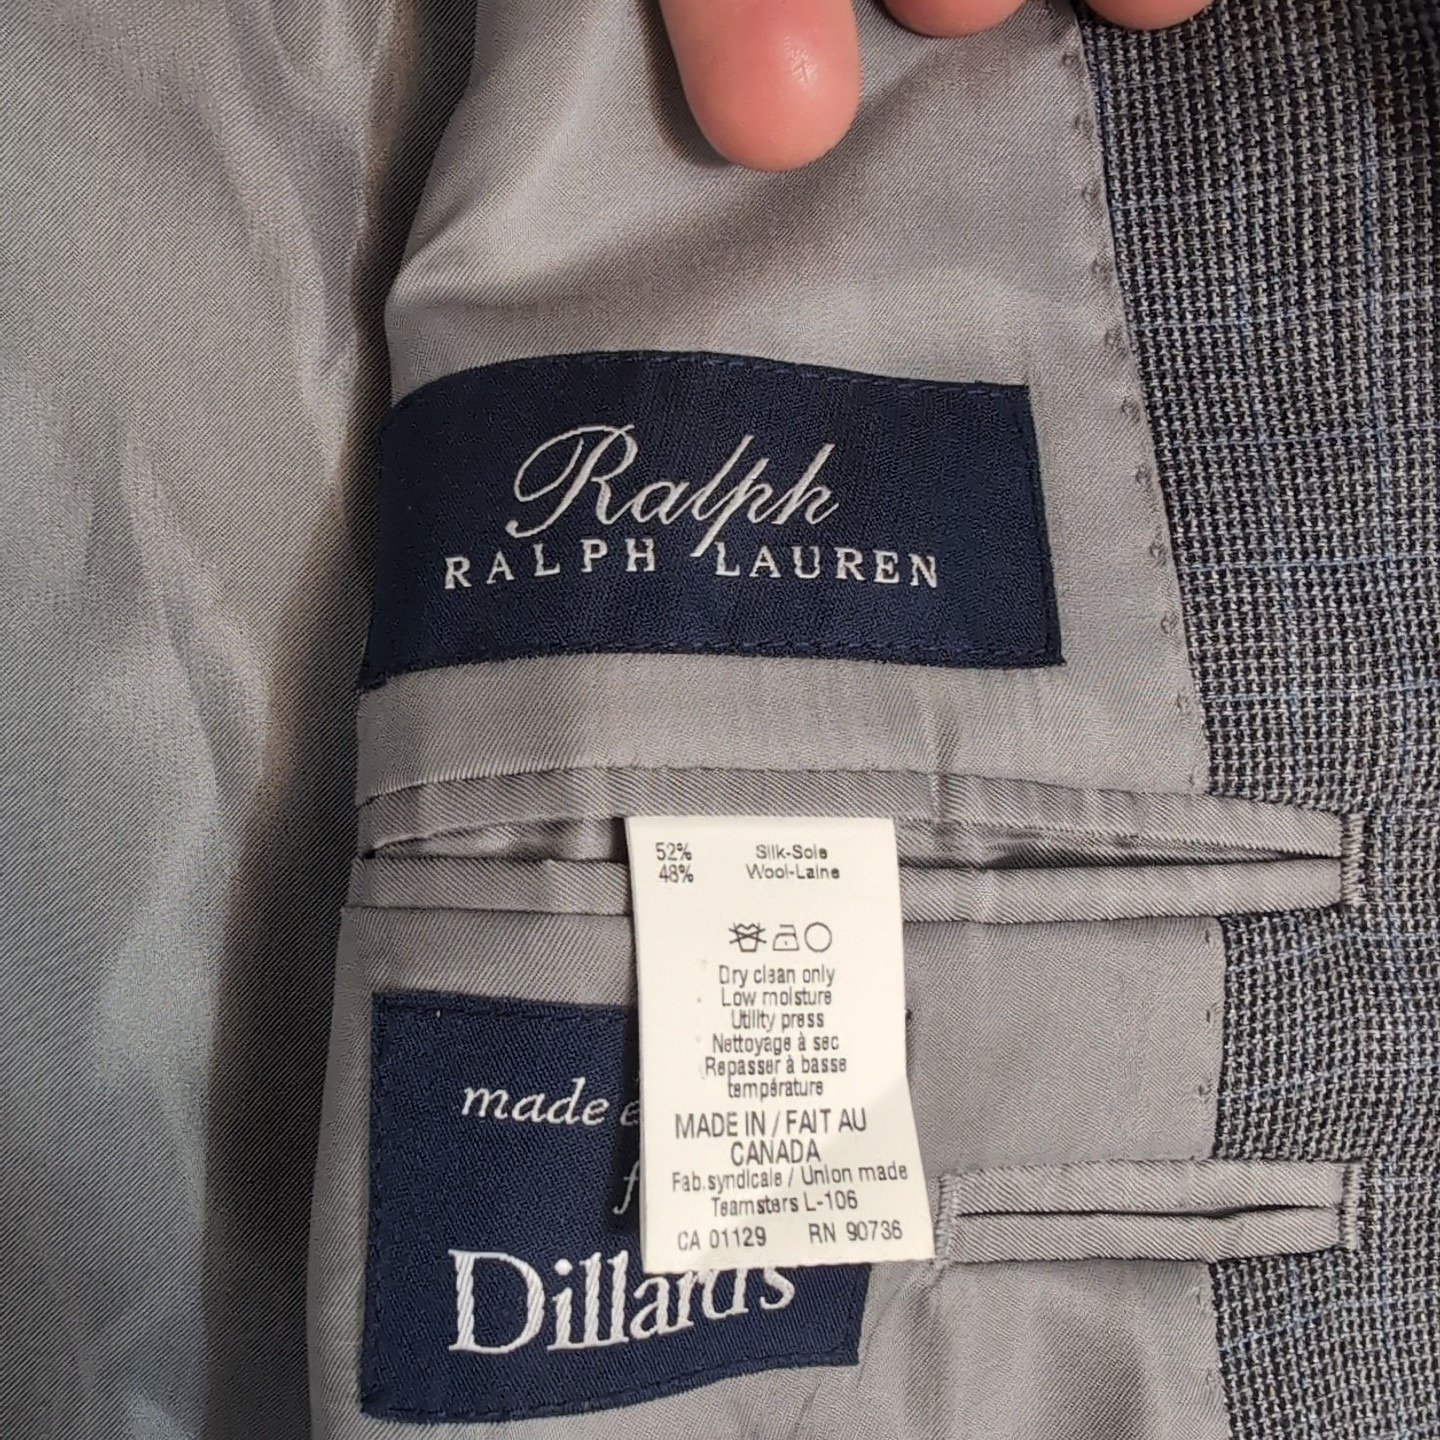 Ralph
RALPH LAUREN
52% Silk-Soie
48% Wool-Laine
Dry clean only
Low moisture
Utility press
Nettoyage à sec
Repasser à basse
température
MADE IN / FAIT AU
CANADA
Fab.syndicale / Union made
Teamsters L-106
CA 01129 RN 90736
made
Dillard's